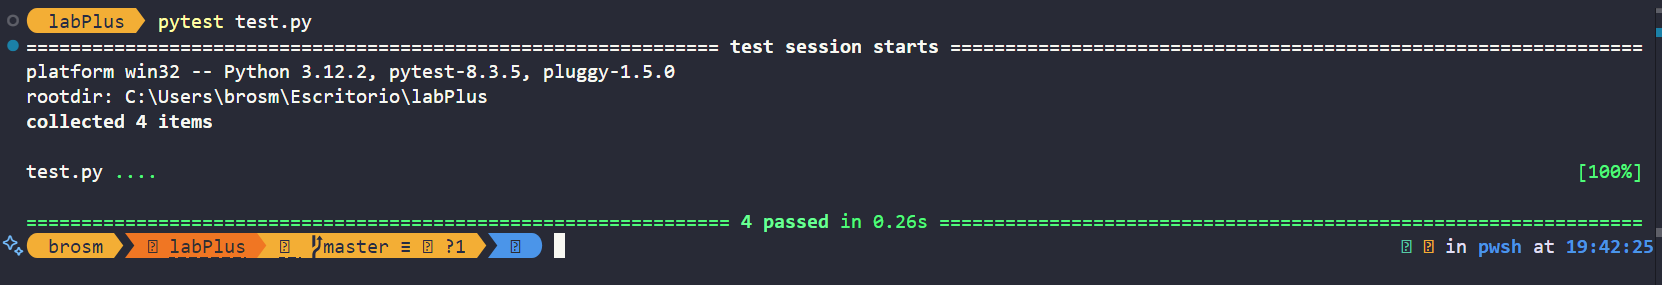 labPlus pytest test.py
=============================================================== test session starts ===============================================================
platform win32 -- Python 3.12.2, pytest-8.3.5, pluggy-1.5.0
rootdir: C:\Users\brosm\Escritorio\labPlus
collected 4 items
test.py .... [100%]
================================================================ 4 passed in 0.26s ================================================================
brosm labPlus master ≡ ?1 in pwsh at 19:42:25